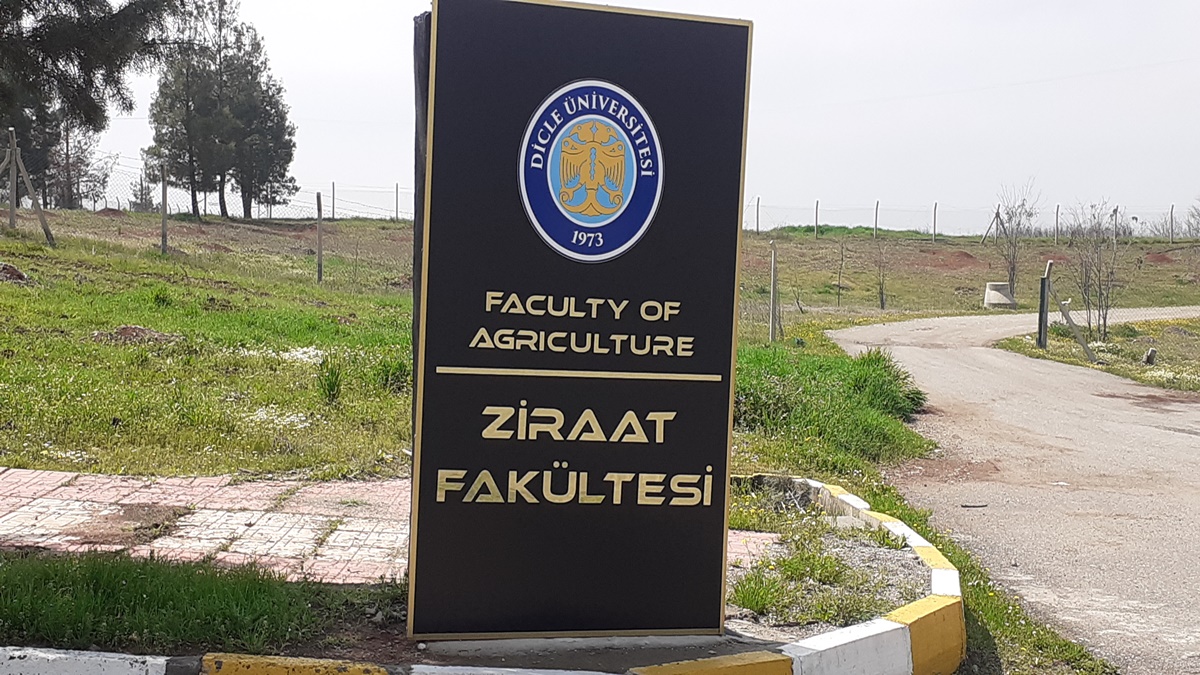 DİCLE ÜNİVERSİTESİ
1973
FACULTY OF
AGRICULTURE
ZİRAAT
FAKÜLTESİ